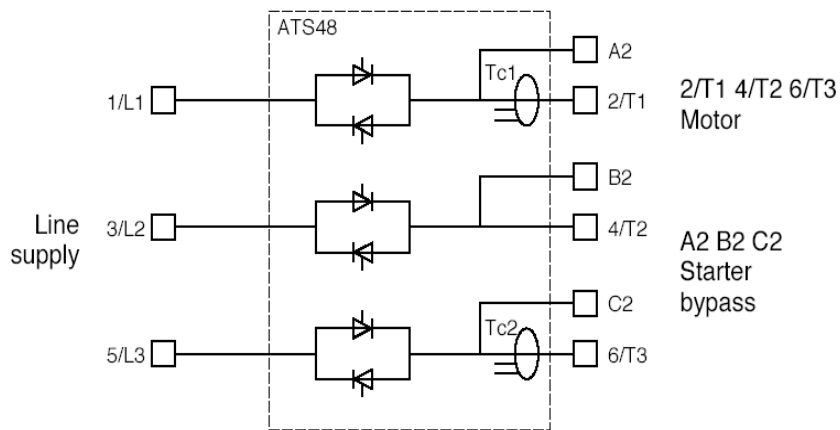 ATS48
A2
Tc1
1/L1
2/T1
2/T1 4/T2 6/T3
Motor
B2
Line
supply
3/L2
4/T2
A2 B2 C2
Starter
bypass
C2
Tc2
5/L3
6/T3